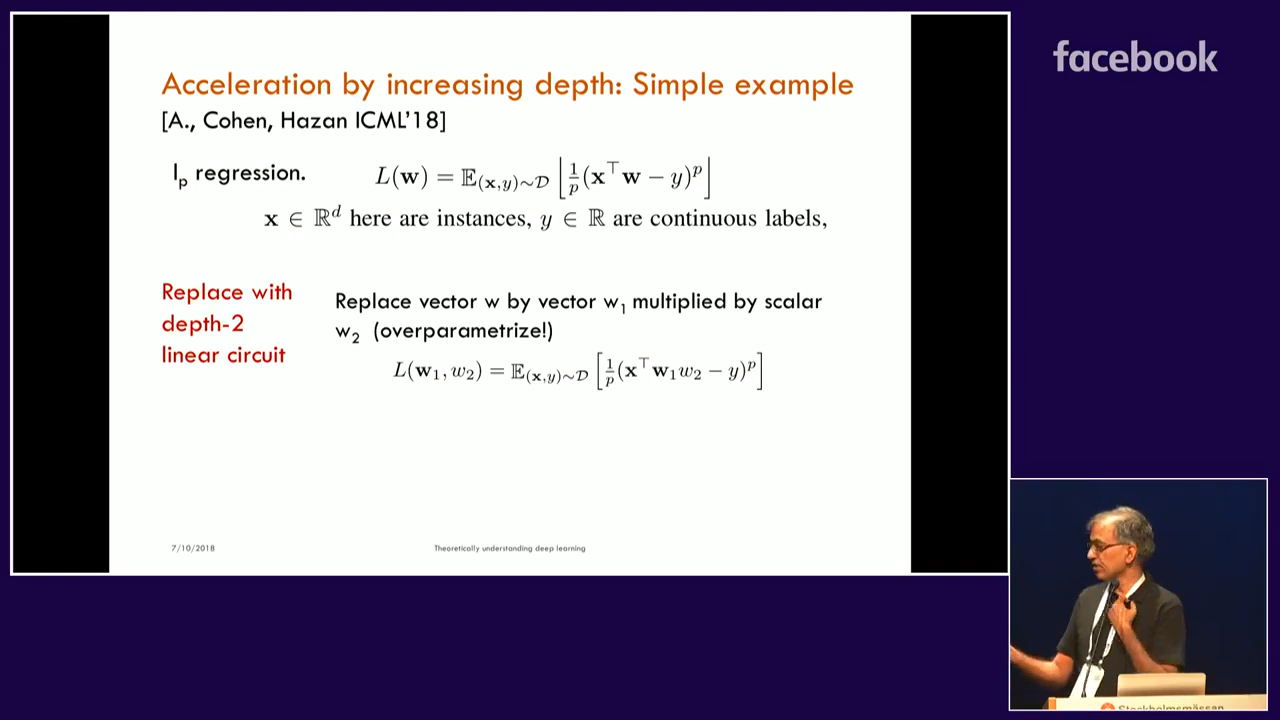 facebook
Acceleration by increasing depth: Simple example
[A., Cohen, Hazan ICML'18]
lₚ regression. L(𝐰) = 𝔼₍𝐱,y₎∼𝒟 [1/p (𝐱⊤𝐰 − y)ᵖ]
𝐱 ∈ ℝᵈ here are instances, y ∈ ℝ are continuous labels,
Replace with
depth-2
linear circuit
Replace vector w by vector w₁ multiplied by scalar
w₂ (overparametrize!)
L(𝐰₁, w₂) = 𝔼₍𝐱,y₎∼𝒟 [1/p (𝐱⊤𝐰₁w₂ − y)ᵖ]
7/10/2018
Theoretically understanding deep learning
Stockholmsmässan